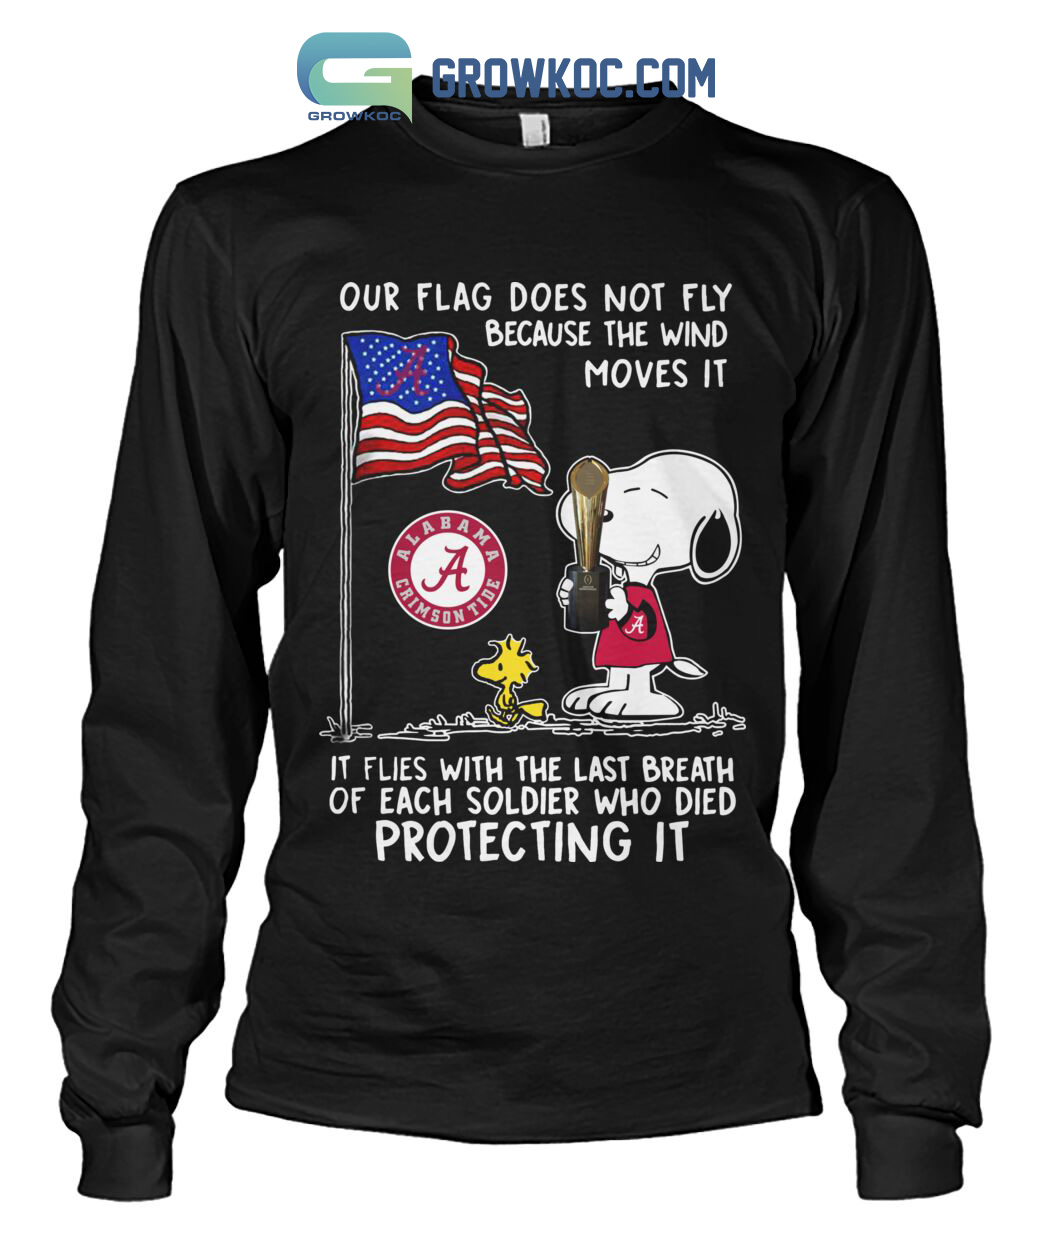 GROWKOC.COM
GROWKOC
OUR FLAG DOES NOT FLY
BECAUSE THE WIND
MOVES IT
A
ALABAMA
A
CRIMSON TIDE
A
IT FLIES WITH THE LAST BREATH
OF EACH SOLDIER WHO DIED
PROTECTING IT